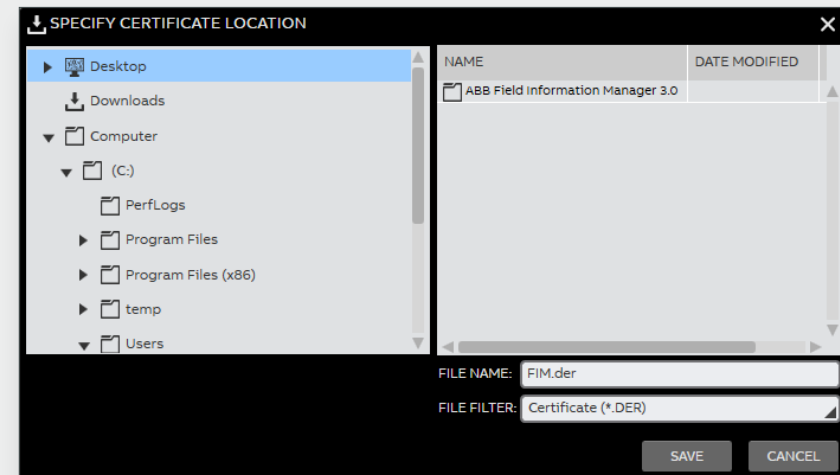 SPECIFY CERTIFICATE LOCATION
Desktop
Downloads
Computer
(C:)
PerfLogs
Program Files
Program Files (x86)
temp
Users
NAME DATE MODIFIED
ABB Field Information Manager 3.0
FILE NAME: FIM.der
FILE FILTER: Certificate (*.DER)
SAVE CANCEL